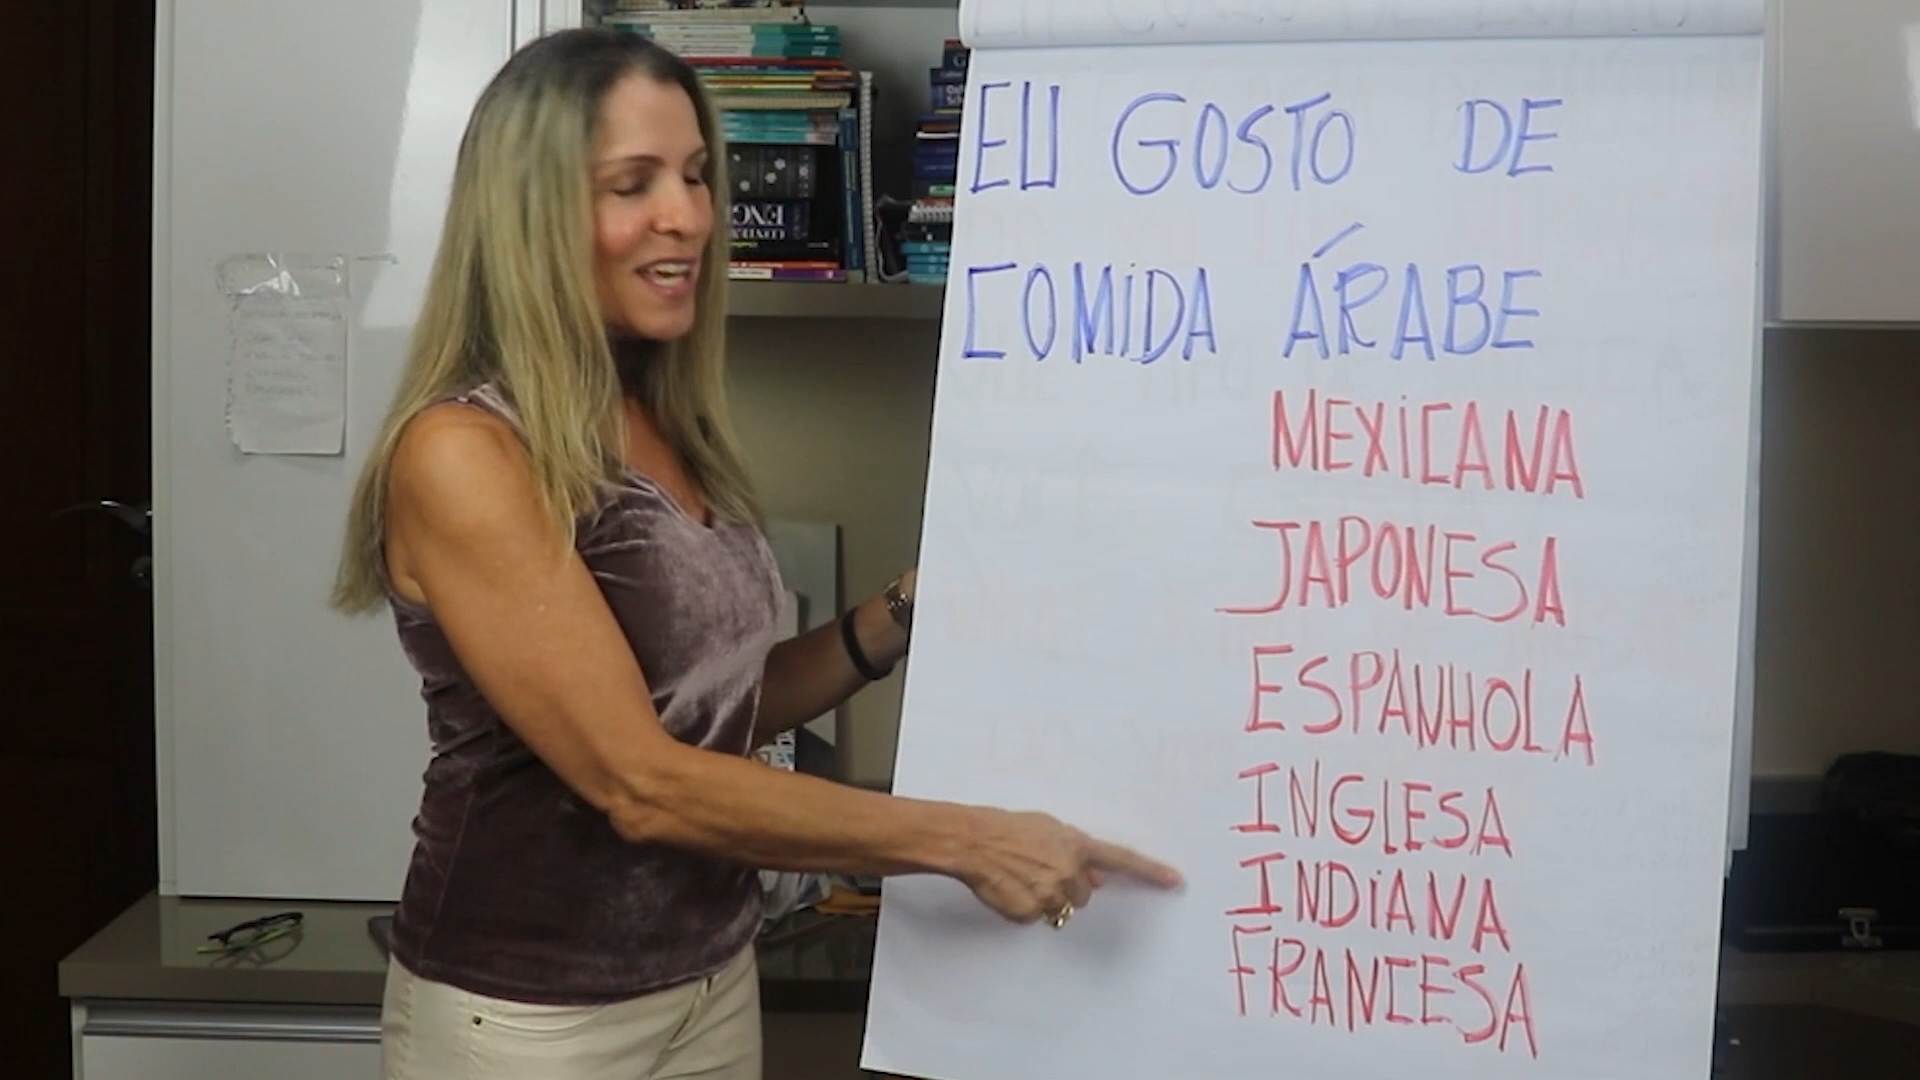 EU GOSTO DE
COMIDA ÁRABE
MEXICANA
JAPONESA
ESPANHOLA
INGLESA
INDIANA
FRANCESA